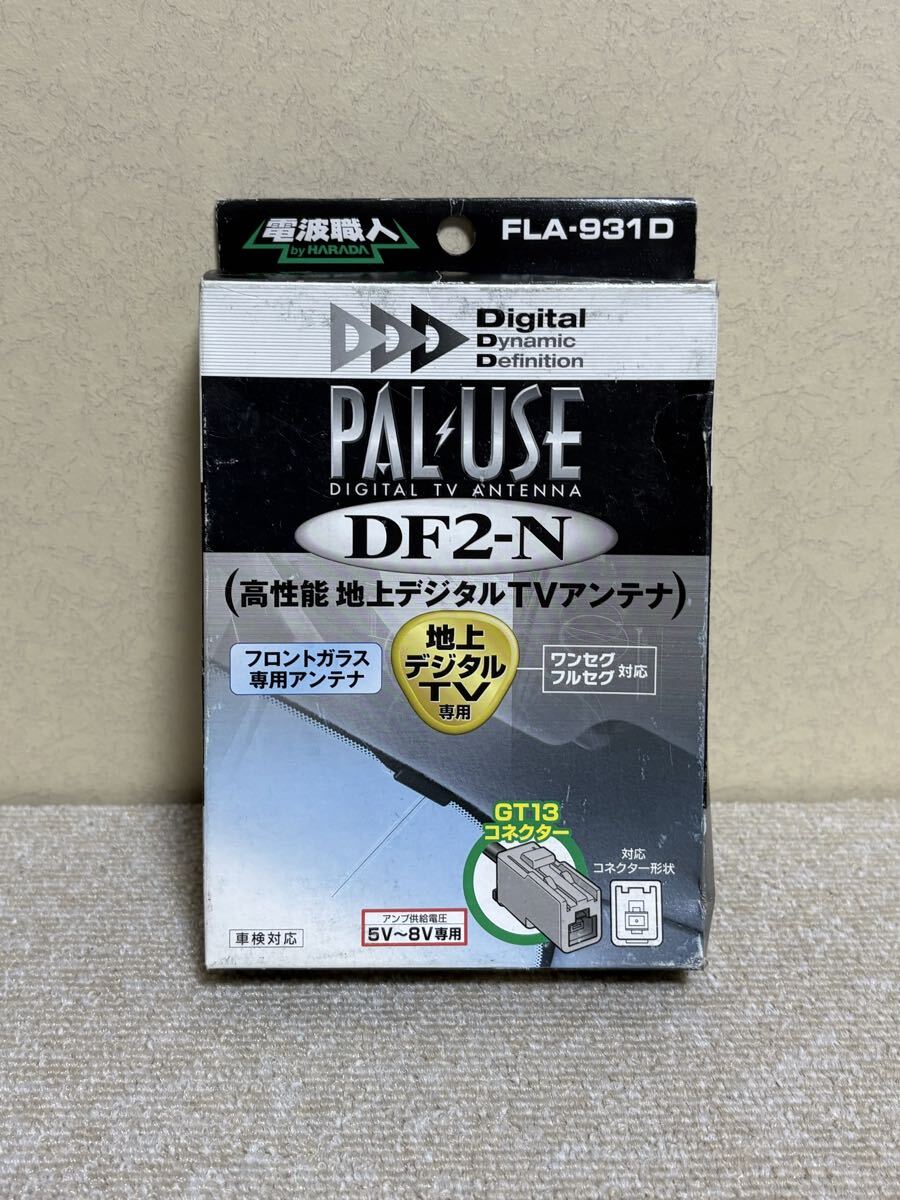 電波職人
by HARADA
FLA-931D
DDD
Digital
Dynamic
Definition
PAL USE
DIGITAL TV ANTENNA
DF2-N
(高性能 地上デジタルTVアンテナ)
フロントガラス
専用アンテナ
地上
デジタル
TV
専用
ワンセグ
フルセグ
対応
GT13
コネクター
対応
コネクター形状
アンプ供給電圧
5V〜8V専用
車検対応